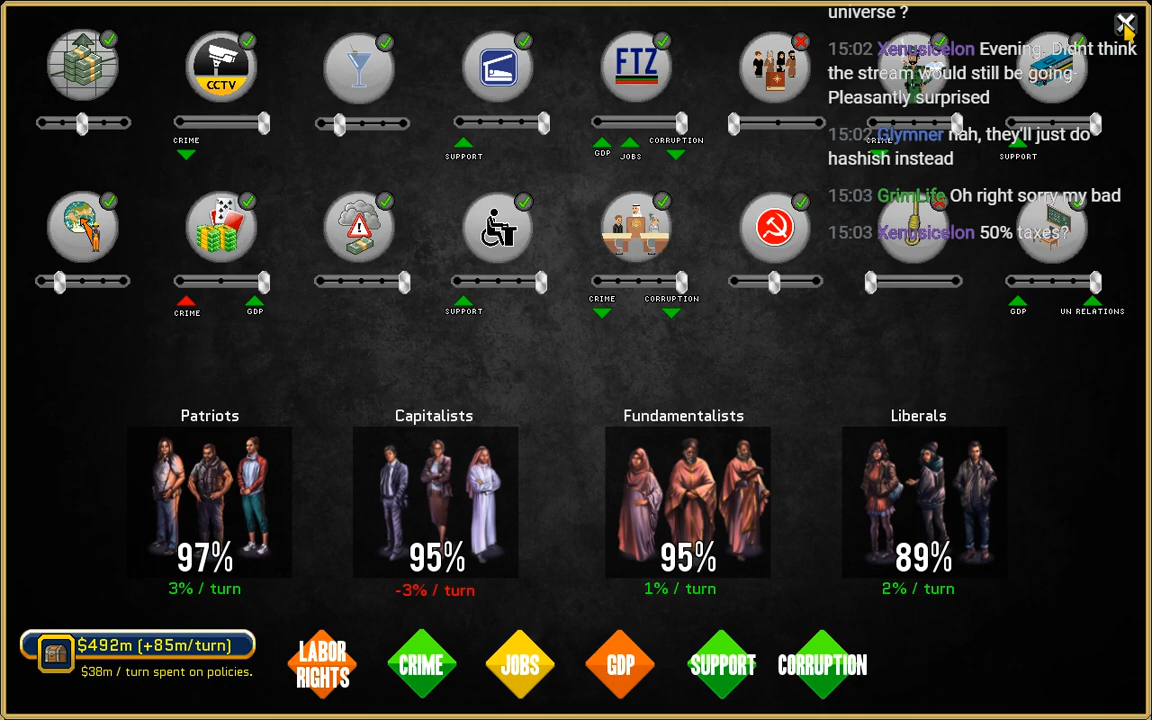 universe ?
15:02 Xenusicelon Evening. Didnt think
the stream would still be going-
Pleasantly surprised
15:02 Glymner nah, they'll just do
hashish instead
15:03 GrimLife Oh right sorry my bad
15:03 Xenusicelon 50% taxes?
CCTV
FTZ
CRIME
SUPPORT
GDP JOBS CORRUPTION
CRIME
SUPPORT
CRIME GDP
SUPPORT
CRIME CORRUPTION
GDP UN RELATIONS
Patriots Capitalists Fundamentalists Liberals
97% 95% 95% 89%
3% / turn -3% / turn 1% / turn 2% / turn
$492m (+85m/turn)
$38m / turn spent on policies.
LABOR
RIGHTS
CRIME JOBS GDP SUPPORT CORRUPTION